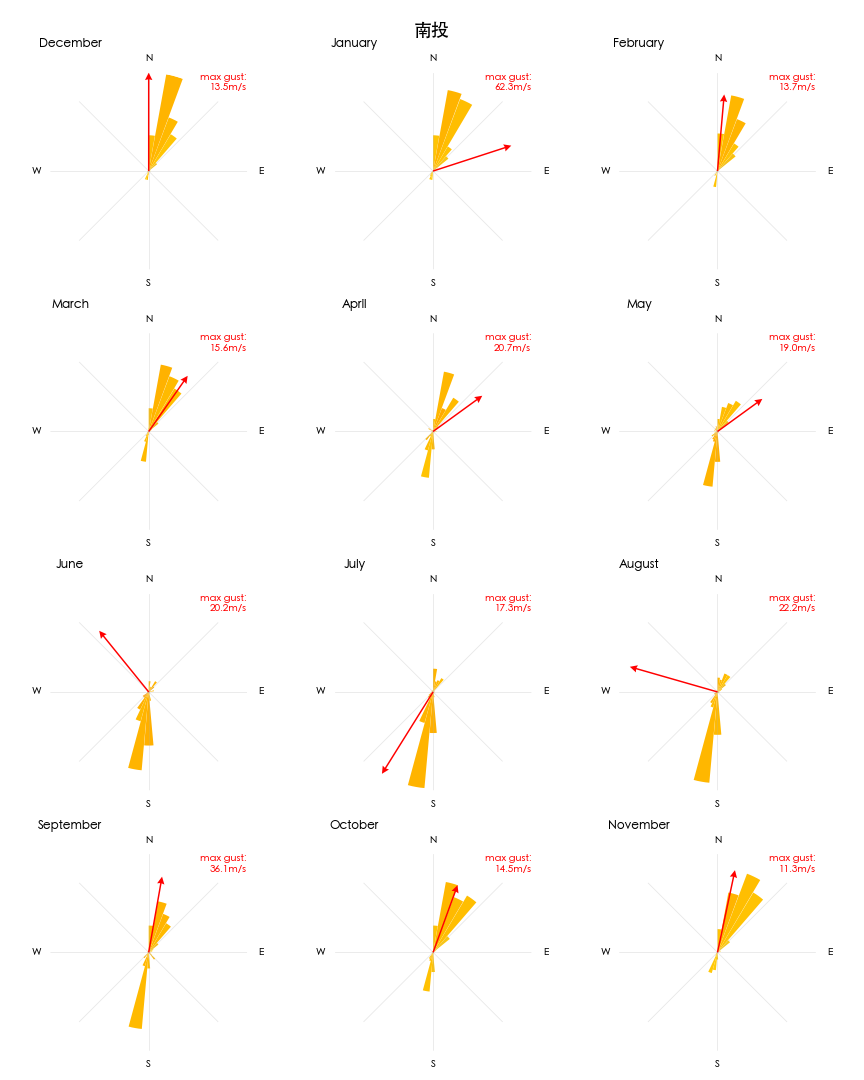 南投
December
N
max gust:
13.5m/s
W
E
S
January
N
max gust:
62.3m/s
W
E
S
February
N
max gust:
13.7m/s
W
E
S
March
N
max gust:
15.6m/s
W
E
S
April
N
max gust:
20.7m/s
W
E
S
May
N
max gust:
19.0m/s
W
E
S
June
N
max gust:
20.2m/s
W
E
S
July
N
max gust:
17.3m/s
W
E
S
August
N
max gust:
22.2m/s
W
E
S
September
N
max gust:
36.1m/s
W
E
S
October
N
max gust:
14.5m/s
W
E
S
November
N
max gust:
11.3m/s
W
E
S